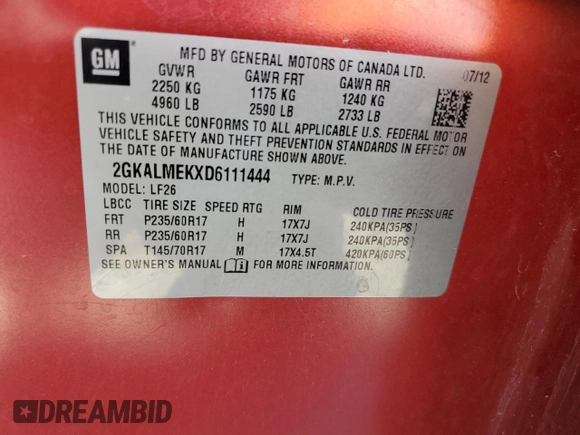 GM
MFD BY GENERAL MOTORS OF CANADA LTD. 07/12
GVWR GAWR FRT GAWR RR
2250 KG 1175 KG 1240 KG
4960 LB 2590 LB 2733 LB
THIS VEHICLE CONFORMS TO ALL APPLICABLE U.S. FEDERAL MOTOR
VEHICLE SAFETY AND THEFT PREVENTION STANDARDS IN EFFECT ON
THE DATE OF MANUFACTURE SHOWN ABOVE.
2GKALMEKXD6111444 TYPE: M.P.V.
MODEL: LF26
LBCC TIRE SIZE SPEED RTG RIM COLD TIRE PRESSURE
FRT P235/60R17 H 17X7J 240KPA(35PS)
RR P235/60R17 H 17X7J 240KPA(35PS)
SPA T145/70R17 M 17X4.5T 420KPA(60PS)
SEE OWNER'S MANUAL FOR MORE INFORMATION.
DREAMBID